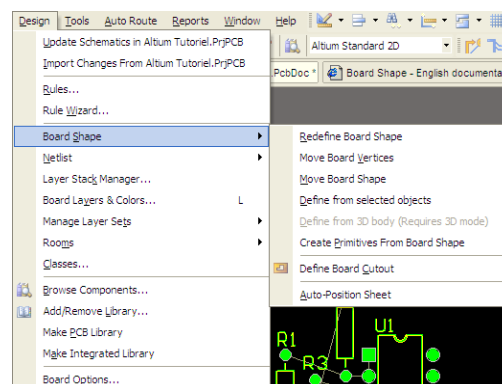 Design Tools Auto Route Reports Window Help
Update Schematics in Altium Tutoriel.PrjPCB
Altium Standard 2D
Import Changes From Altium Tutoriel.PrjPCB
PcbDoc * Board Shape - English documenta
Rules...
Rule Wizard...
Board Shape
Redefine Board Shape
Netlist
Move Board Vertices
Layer Stack Manager...
Move Board Shape
Board Layers & Colors... L
Define from selected objects
Manage Layer Sets
Define from 3D body (Requires 3D mode)
Rooms
Create Primitives From Board Shape
Classes...
Define Board Cutout
Browse Components...
Auto-Position Sheet
Add/Remove Library...
Make PCB Library
U1
R1
Make Integrated Library
R3
Board Options...